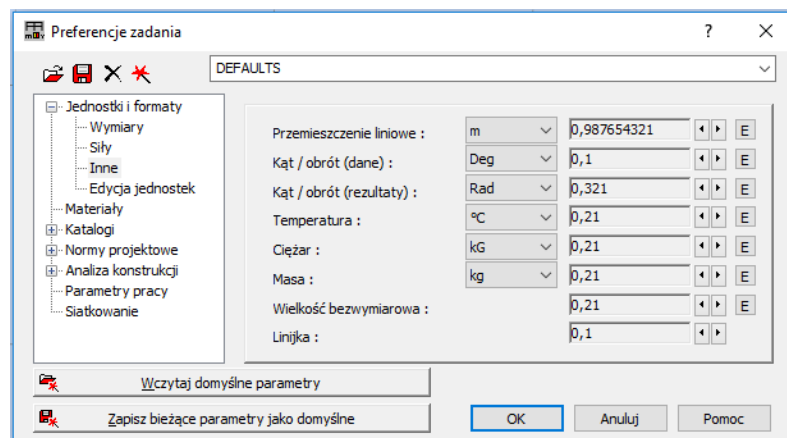 Preferencje zadania ?
DEFAULTS
Jednostki i formaty
Wymiary
Siły
Inne
Edycja jednostek
Materiały
Katalogi
Normy projektowe
Analiza konstrukcji
Parametry pracy
Siatkowanie
Przemieszczenie liniowe : m 0,987654321 E
Kąt / obrót (dane) : Deg 0,1 E
Kąt / obrót (rezultaty) : Rad 0,321 E
Temperatura : °C 0,21 E
Ciężar : kG 0,21 E
Masa : kg 0,21 E
Wielkość bezwymiarowa : 0,21 E
Linijka : 0,1
Wczytaj domyślne parametry
Zapisz bieżące parametry jako domyślne
OK Anuluj Pomoc